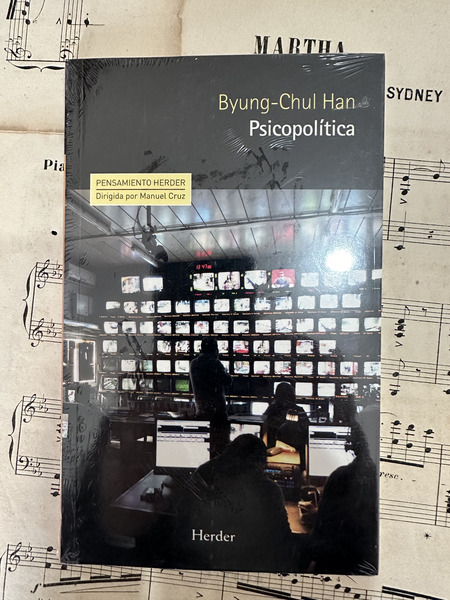 MARTHA
SYDNEY
Byung-Chul Han
Psicopolítica
PENSAMIENTO HERDER
Dirigida por Manuel Cruz
Herder